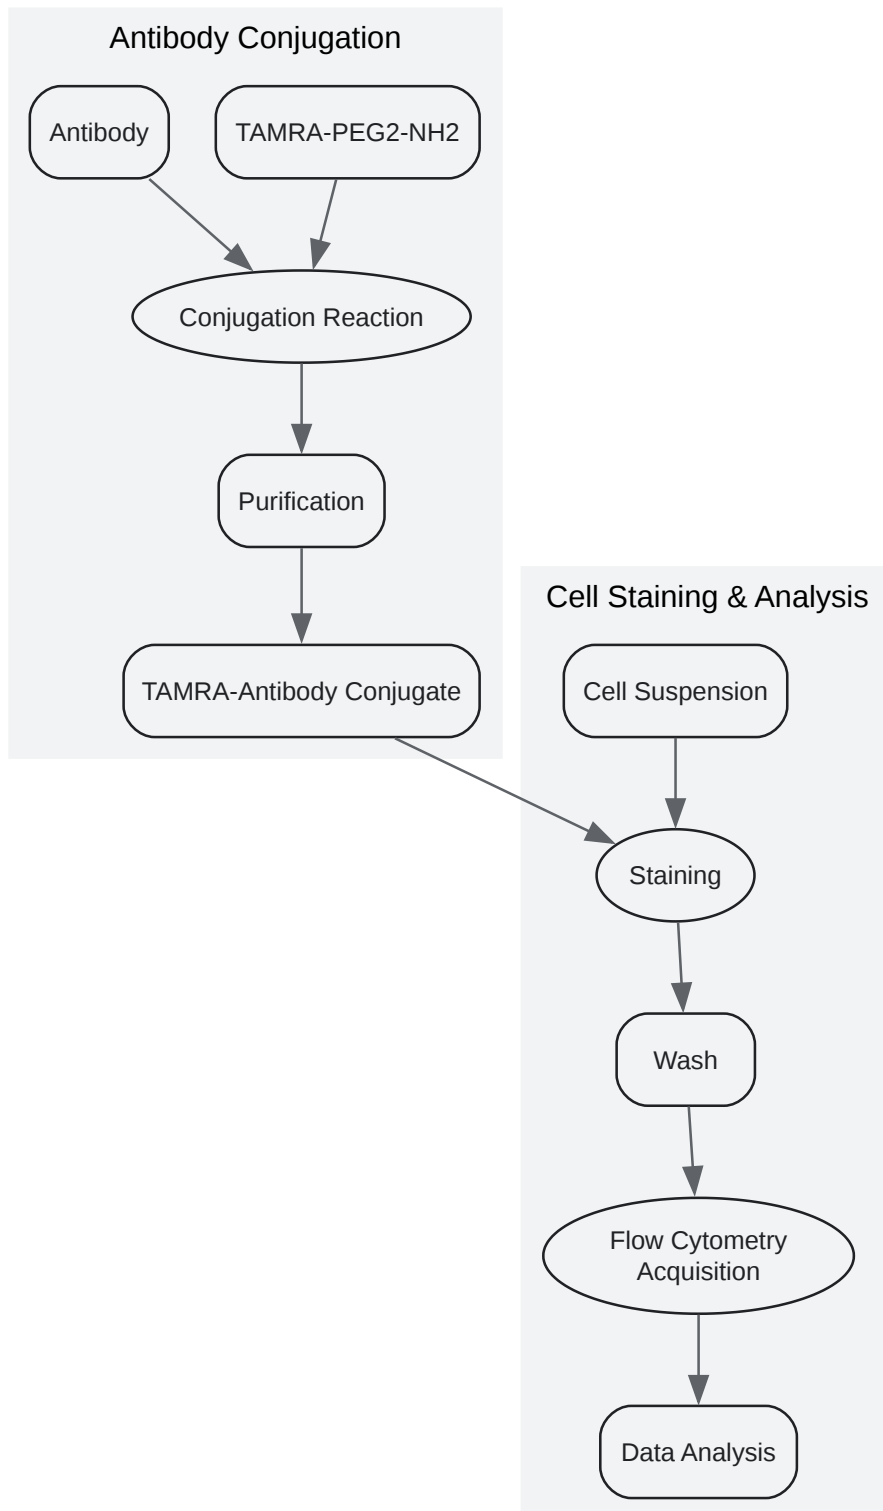 Antibody Conjugation
Antibody
TAMRA-PEG2-NH2
Conjugation Reaction
Purification
TAMRA-Antibody Conjugate
Cell Staining & Analysis
Cell Suspension
Staining
Wash
Flow Cytometry
Acquisition
Data Analysis